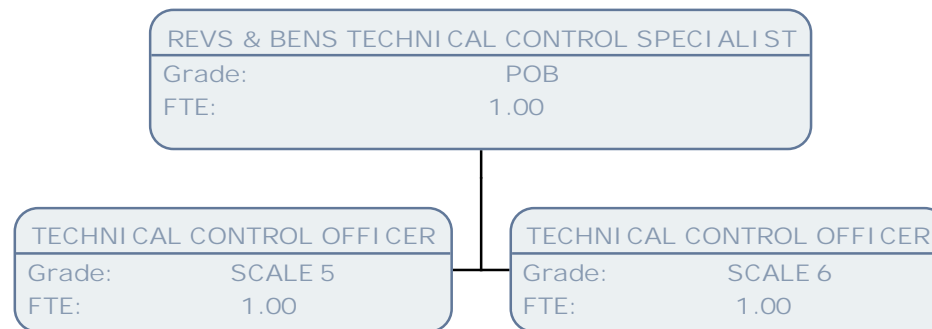 REVS & BENS TECHNICAL CONTROL SPECIALIST
Grade: POB
FTE: 1.00
TECHNICAL CONTROL OFFICER
Grade: SCALE 5
FTE: 1.00
TECHNICAL CONTROL OFFICER
Grade: SCALE 6
FTE: 1.00